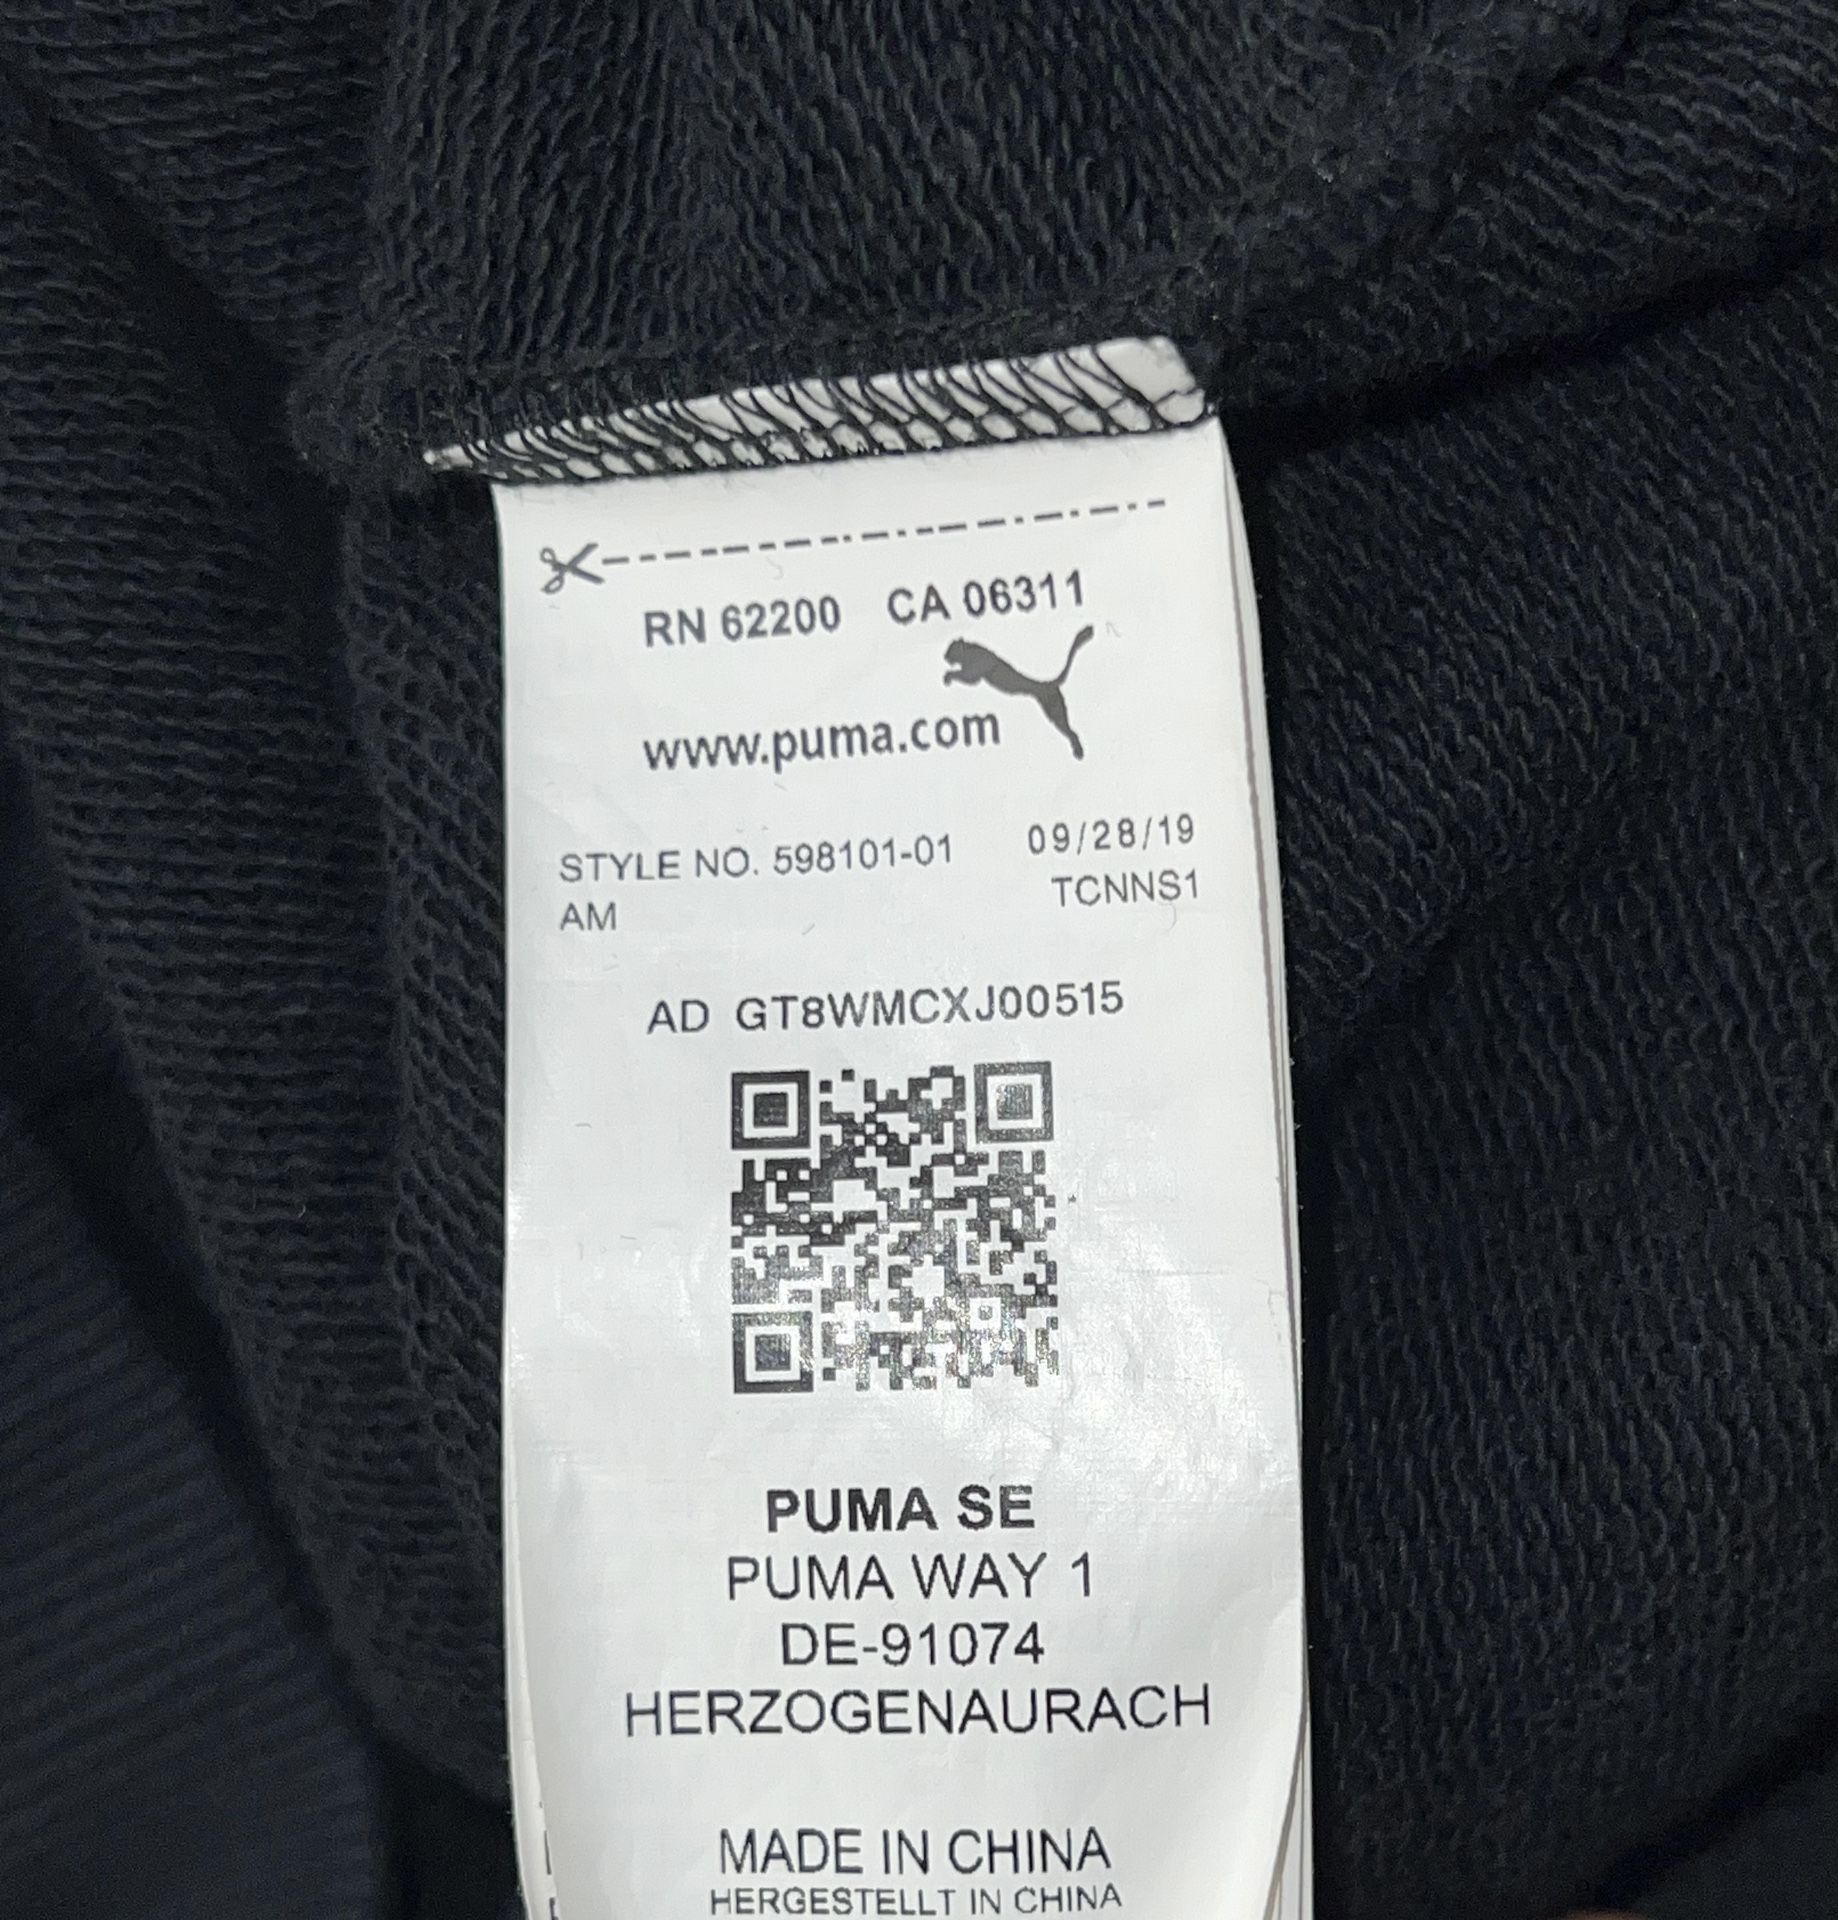 RN 62200 CA 06311
www.puma.com
STYLE NO. 598101-01 09/28/19
AM TCNNS1
AD GT8WMCXJ00515
PUMA SE
PUMA WAY 1
DE-91074
HERZOGENAURACH
MADE IN CHINA
HERGESTELLT IN CHINA